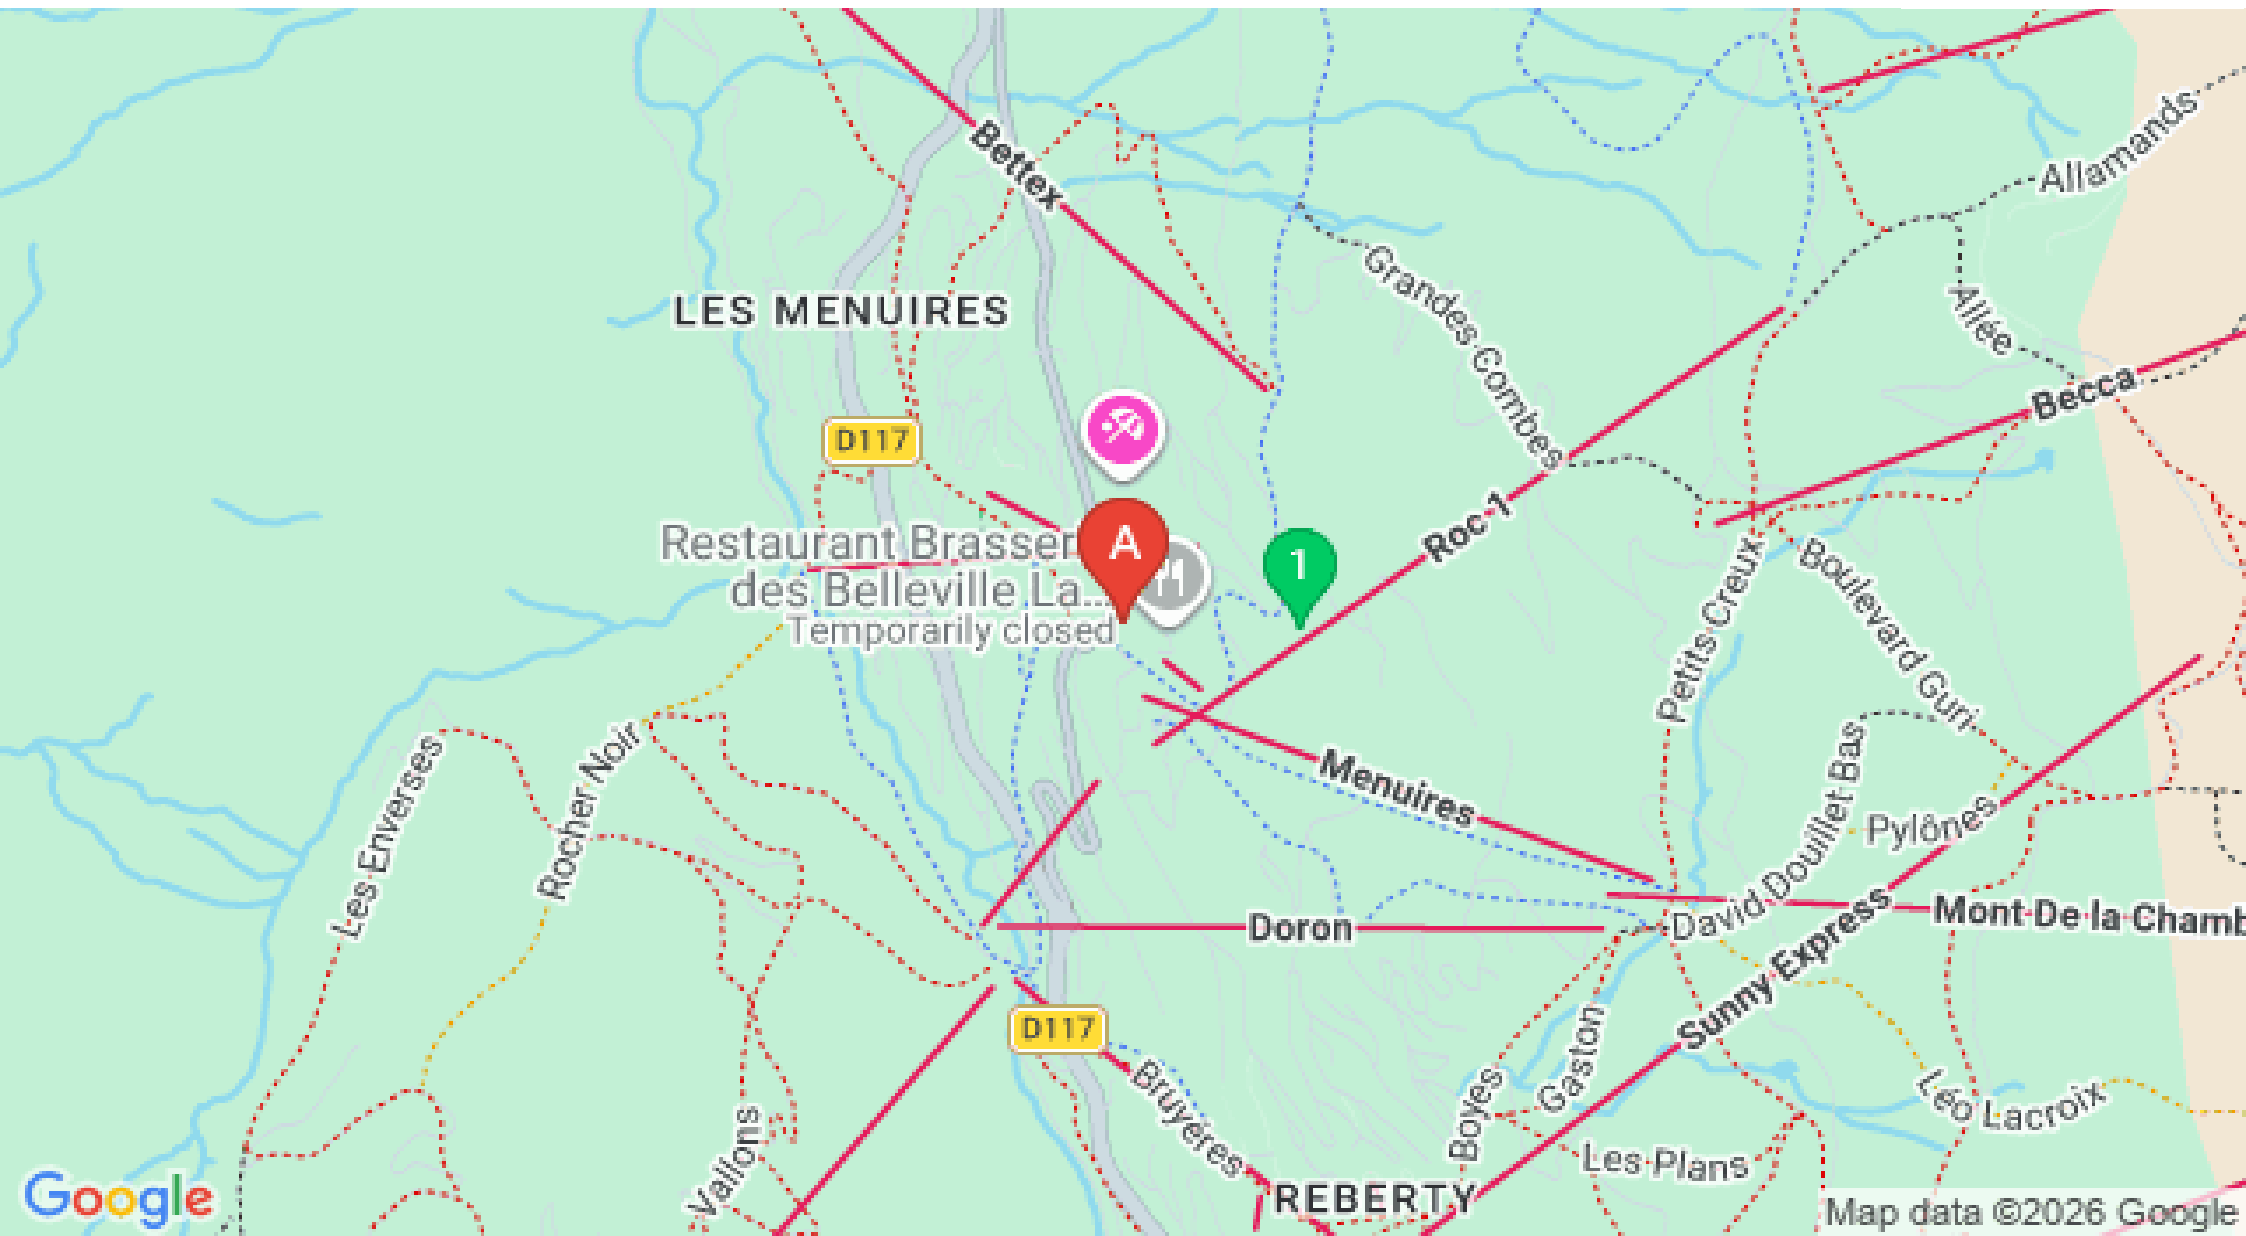 Bettex
Allamands
Grandes Combes
Allée
LES MENUIRES
Becca
D117
Roc 1
A
Restaurant Brasser
des Belleville La...
Temporarily closed
1
Petits Creux
Boulevard Guri
Les Enverses
Rocher Noir
Menuires
David Douillet Bas
Pylônes
Doron
Mont De la Chamb
Sunny Express
D117
Bruyéres
Gaston
Boyes
Léo Lacroix
Vallons
Les Plans
REBERTY
Google
Map data ©2026 Google